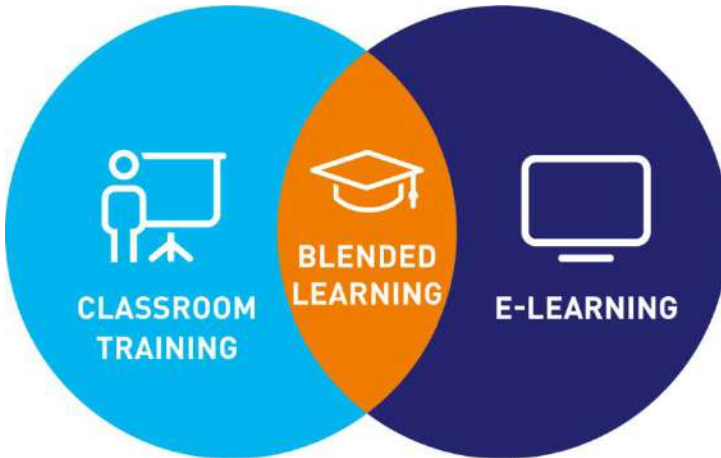 CLASSROOM
TRAINING
BLENDED
LEARNING
E-LEARNING